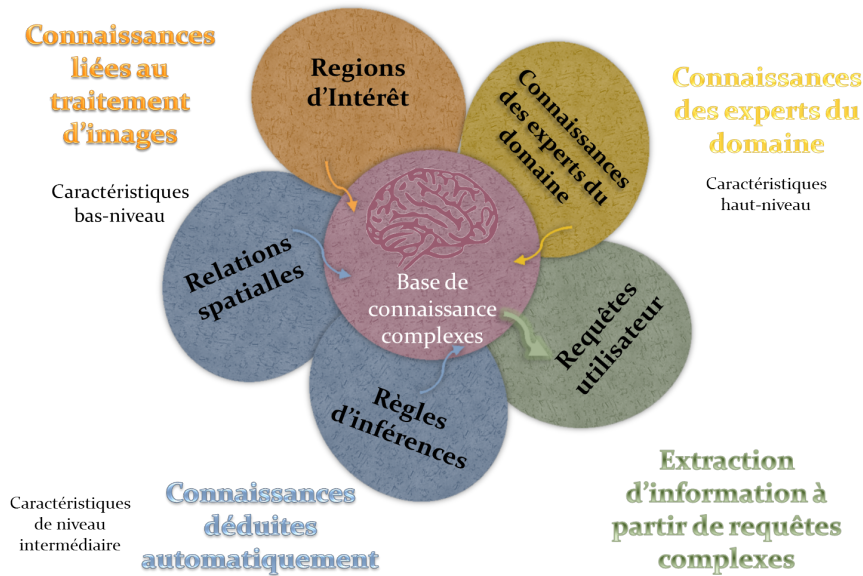 Connaissances
liées au
traitement
d'images
Caractéristiques
bas-niveau
Regions
d'Intérêt
Connaissances
des experts du
domaine
Connaissances
des experts du
domaine
Caractéristiques
haut-niveau
Relations
spatialles
Base de
connaissance
complexes
Requêtes
utilisateur
Règles
d'inférences
Caractéristiques
de niveau
intermédiaire
Connaissances
déduites
automatiquement
Extraction
d'information à
partir de requêtes
complexes